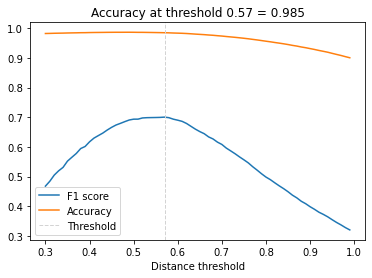 Accuracy at threshold 0.57 = 0.985
1.0
0.9
0.8
0.7
0.6
0.5
0.4
0.3
F1 score
Accuracy
Threshold
0.3 0.4 0.5 0.6 0.7 0.8 0.9 1.0
Distance threshold